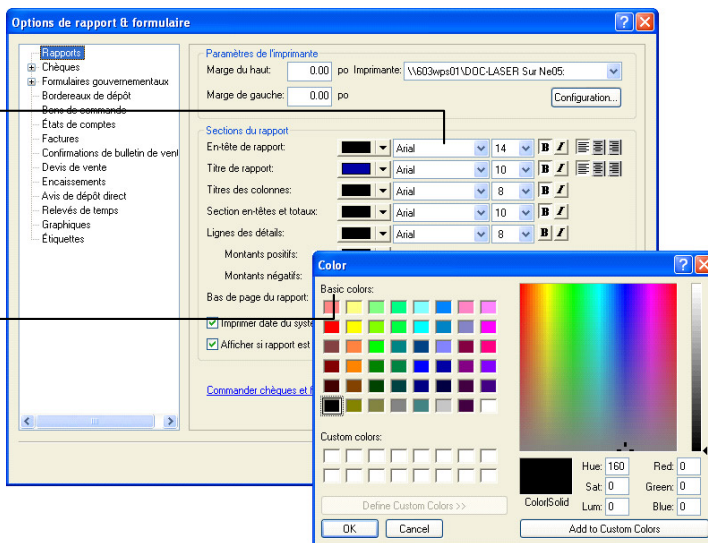 Options de rapport & formulaire
Rapports
Chèques
Formulaires gouvernementaux
Bordereaux de dépôt
Bons de commande
États de comptes
Factures
Confirmations de bulletin de vent
Devis de vente
Encaissements
Avis de dépôt direct
Relevés de temps
Graphiques
Étiquettes
Paramètres de l'imprimante
Marge du haut: 0.00 po Imprimante: \\603wps01\DOC-LASER Sur Ne05:
Marge de gauche: 0.00 po Configuration...
Sections du rapport
En-tête de rapport: Arial 14 B I
Titre de rapport: Arial 10 B I
Titres des colonnes: Arial 8 B I
Section en-têtes et totaux: Arial 10 B I
Lignes des détails: Arial 8 B I
Montants positifs:
Montants négatifs:
Bas de page du rapport:
Imprimer date du syst
Afficher si rapport est
Commander chèques et
Color
Basic colors:
Custom colors:
Define Custom Colors >>
OK Cancel
Color|Solid
Hue: 160 Red: 0
Sat: 0 Green: 0
Lum: 0 Blue: 0
Add to Custom Colors